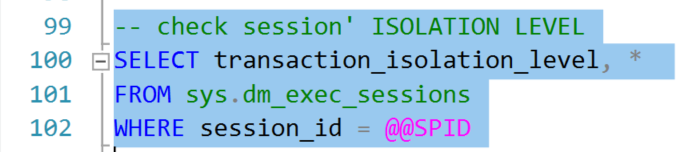 99 -- check session' ISOLATION LEVEL
100 SELECT transaction_isolation_level, *
101 FROM sys.dm_exec_sessions
102 WHERE session_id = @@SPID